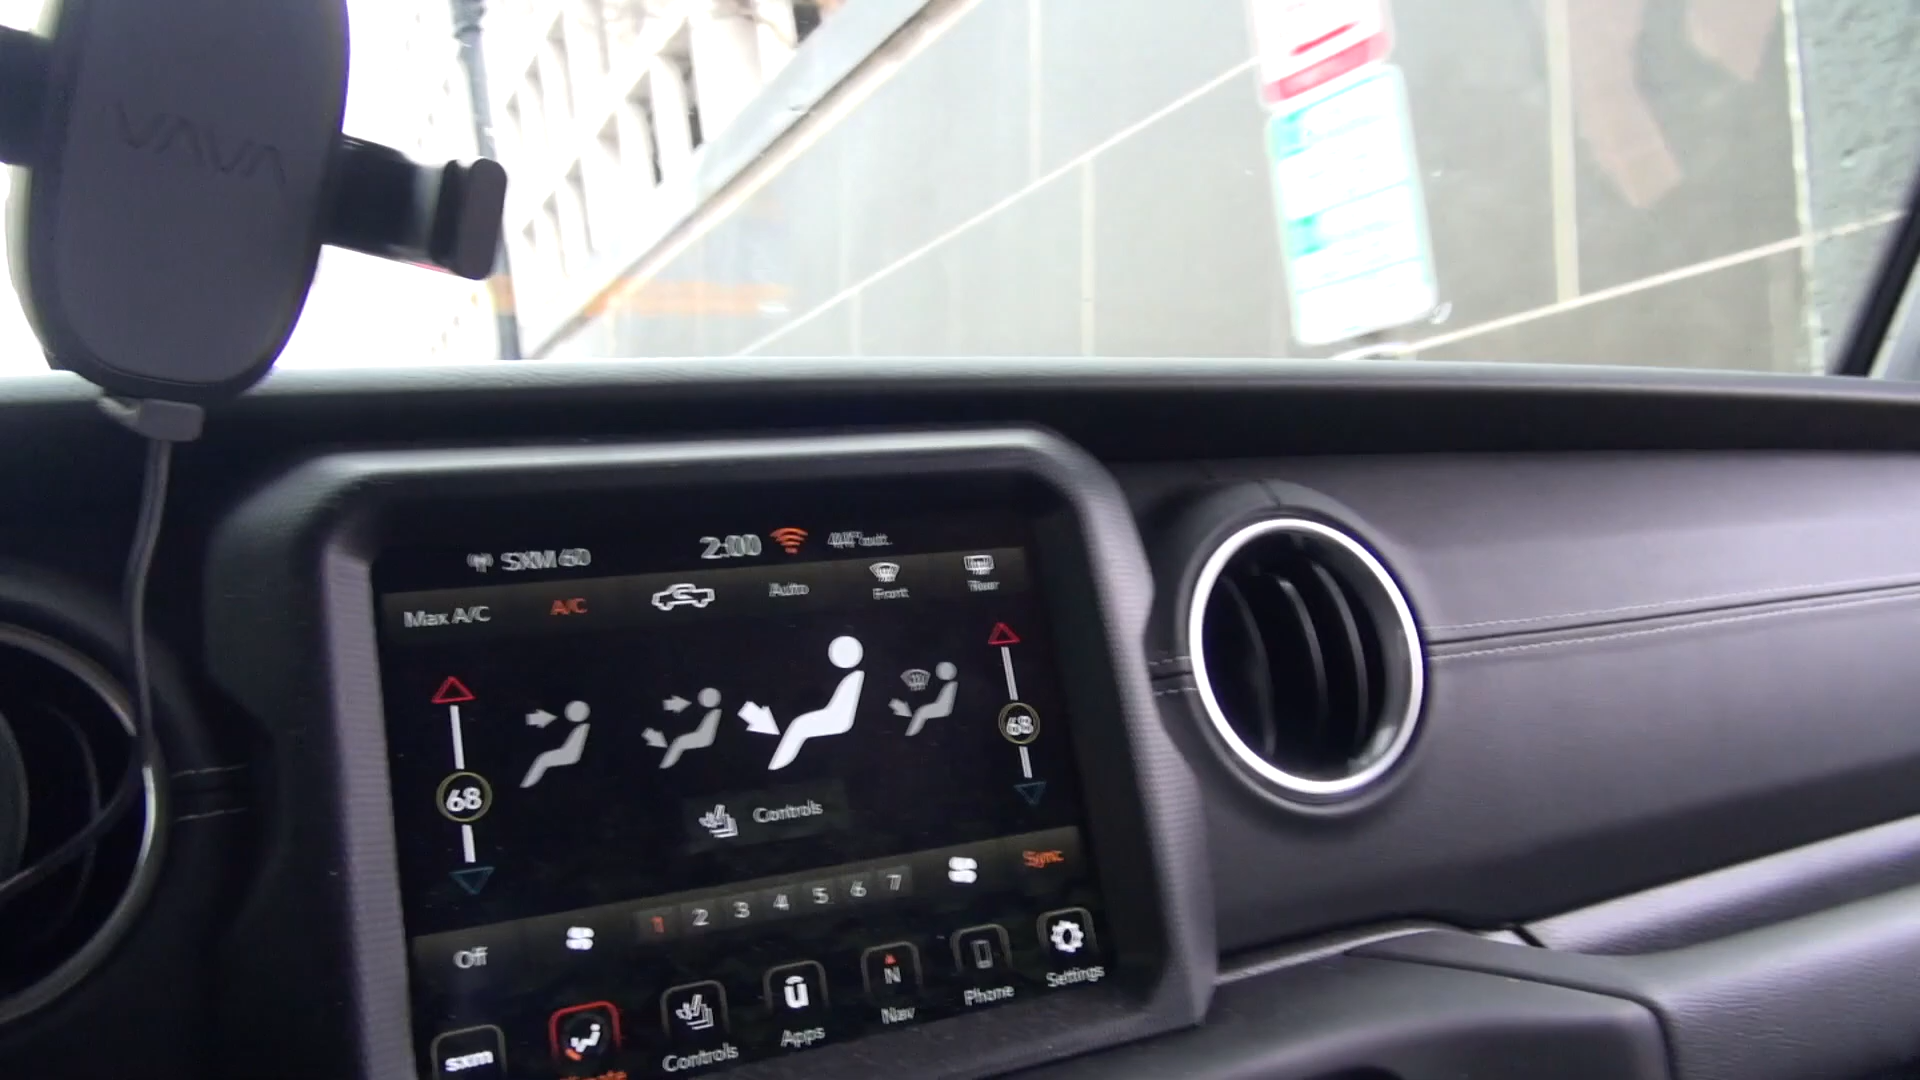 VAVA
SXM 60
2:00
Max A/C
A/C
Auto
Front
Rear
68
68
Controls
Sync
1 2 3 4 5 6 7
Off
sxm
Climate
Controls
Apps
N
Nav
Phone
Settings